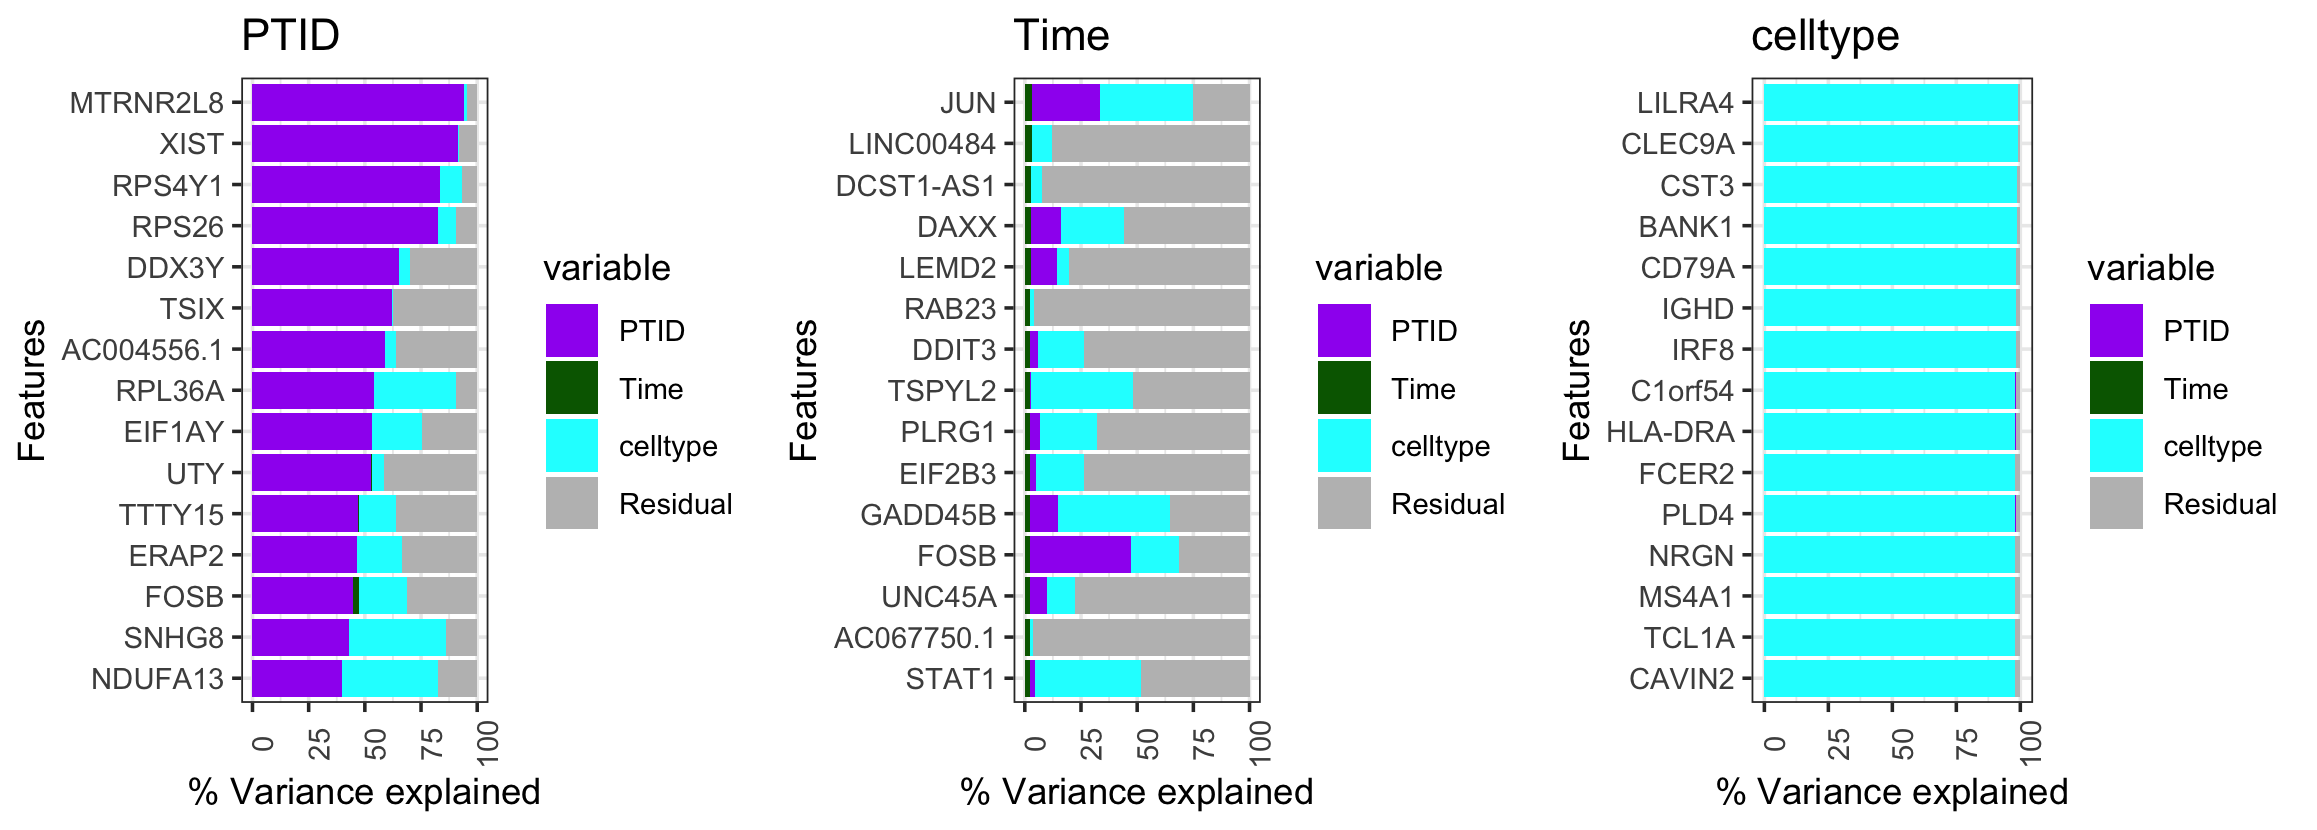 PTID
MTRNR2L8
XIST
RPS4Y1
RPS26
DDX3Y
TSIX
AC004556.1
RPL36A
EIF1AY
UTY
TTTY15
ERAP2
FOSB
SNHG8
NDUFA13
Features
0
25
50
75
100
% Variance explained
variable
PTID
Time
celltype
Residual
Time
JUN
LINC00484
DCST1-AS1
DAXX
LEMD2
RAB23
DDIT3
TSPYL2
PLRG1
EIF2B3
GADD45B
FOSB
UNC45A
AC067750.1
STAT1
Features
0
25
50
75
100
% Variance explained
variable
PTID
Time
celltype
Residual
celltype
LILRA4
CLEC9A
CST3
BANK1
CD79A
IGHD
IRF8
C1orf54
HLA-DRA
FCER2
PLD4
NRGN
MS4A1
TCL1A
CAVIN2
Features
0
25
50
75
100
% Variance explained
variable
PTID
Time
celltype
Residual